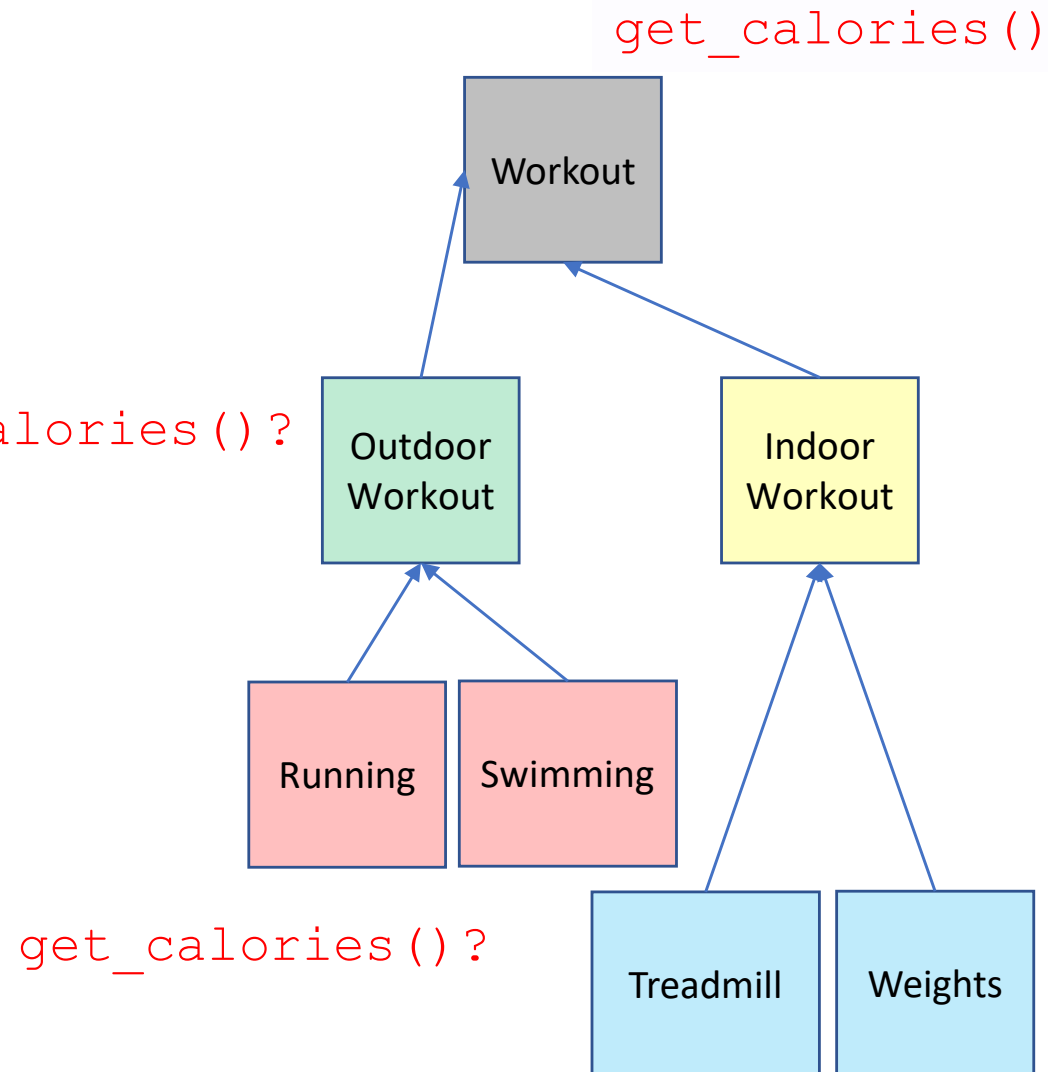 get_calories()
Workout
alories()?
Outdoor
Workout
Indoor
Workout
Running
Swimming
get_calories()?
Treadmill
Weights